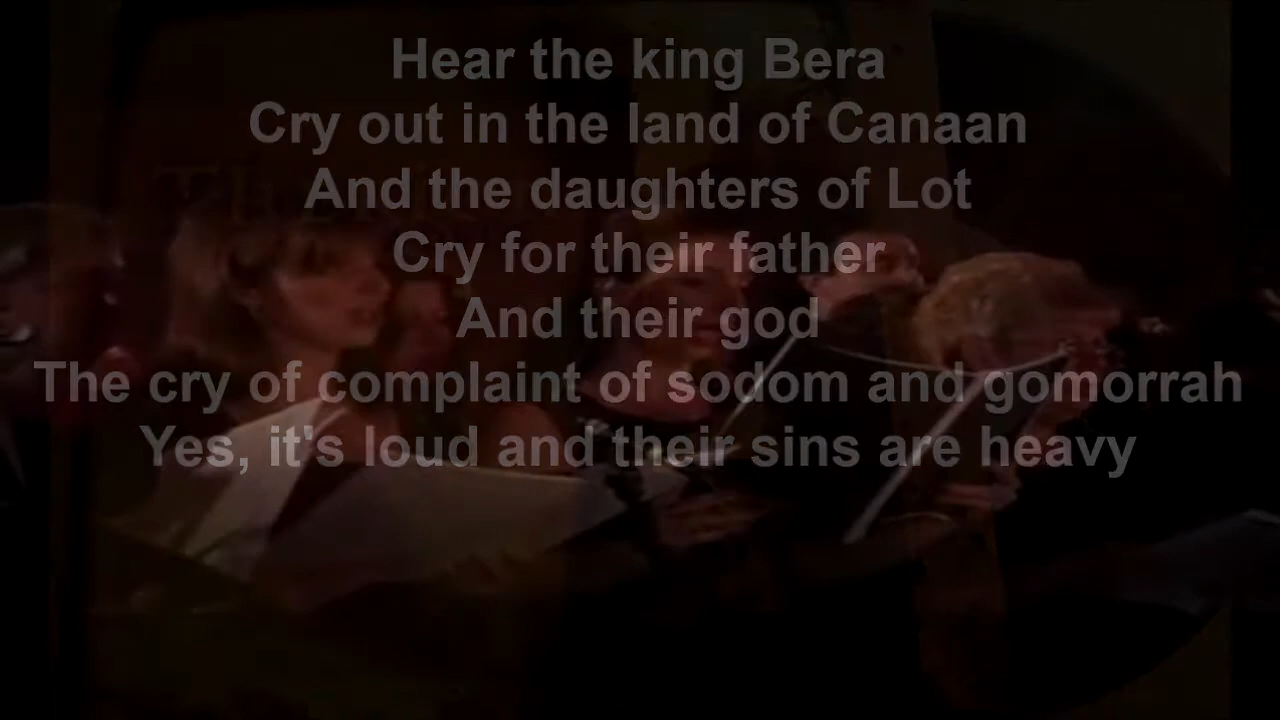 Hear the king Bera
Cry out in the land of Canaan
And the daughters of Lot
Cry for their father
And their god
The cry of complaint of sodom and gomorrah
Yes, it's loud and their sins are heavy